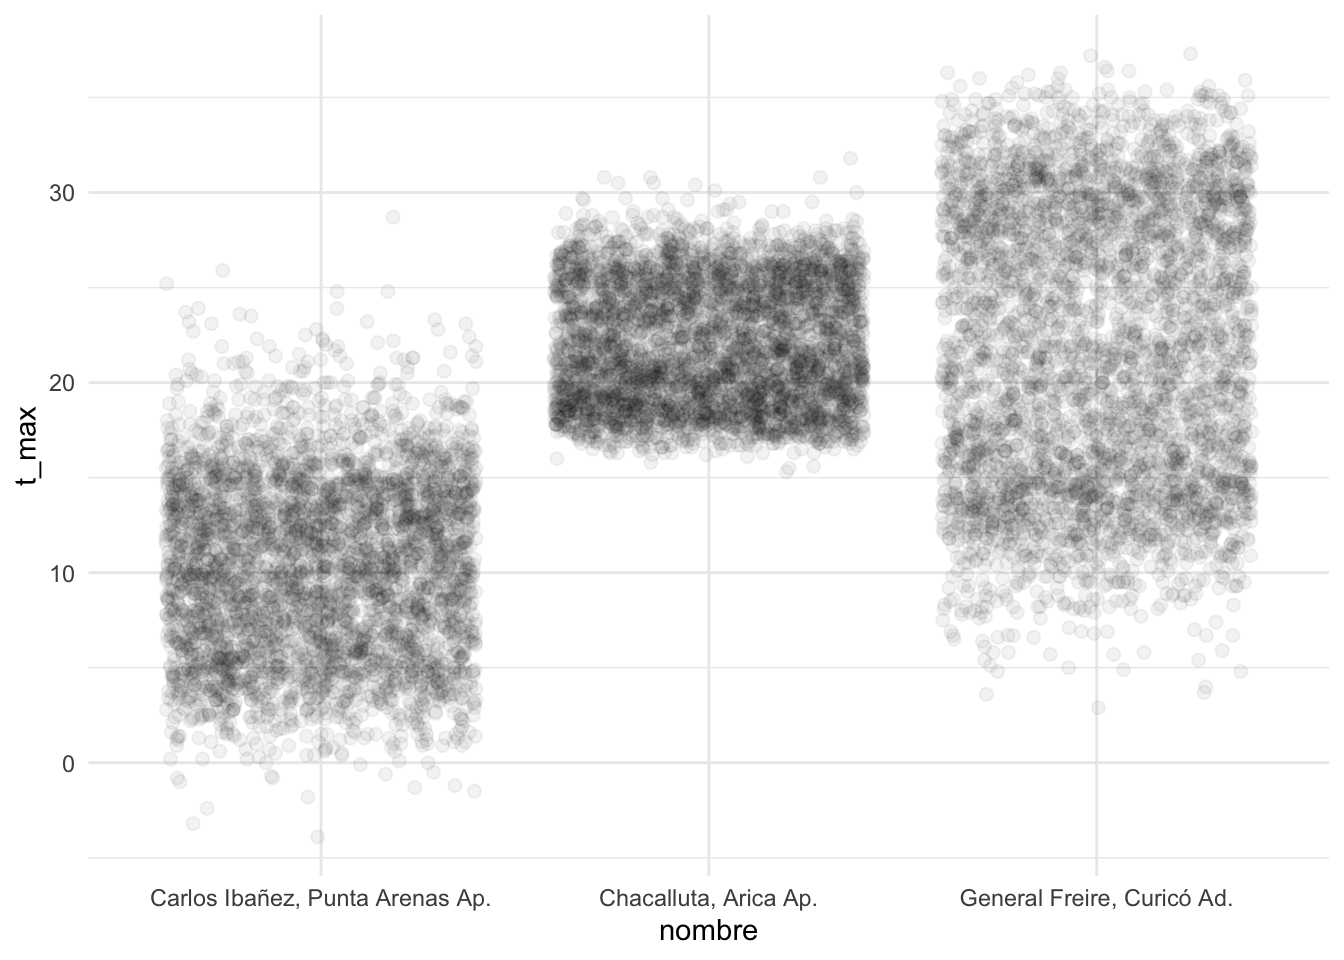 t_max
30
20
10
0
Carlos Ibañez, Punta Arenas Ap.
Chacalluta, Arica Ap.
General Freire, Curicó Ad.
nombre